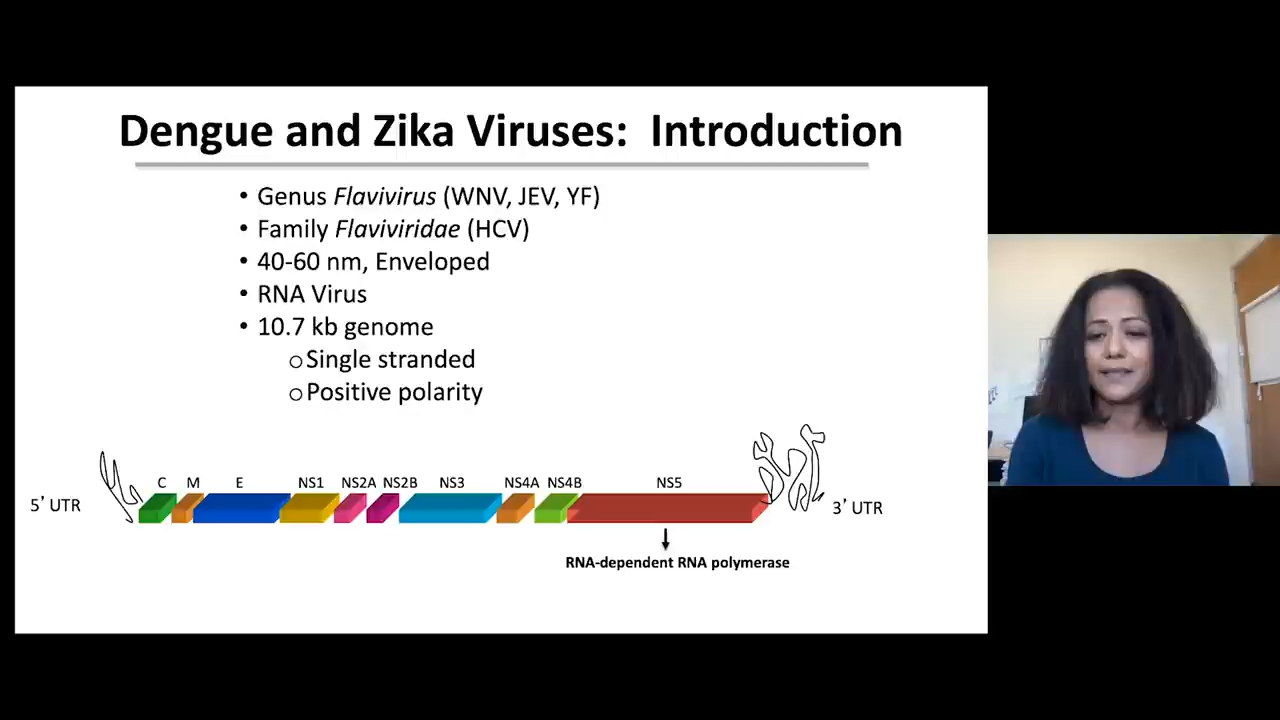 Dengue and Zika Viruses: Introduction
• Genus Flavivirus (WNV, JEV, YF)
• Family Flaviviridae (HCV)
• 40-60 nm, Enveloped
• RNA Virus
• 10.7 kb genome
o Single stranded
o Positive polarity
C M E NS1 NS2A NS2B NS3 NS4A NS4B NS5
5' UTR
3' UTR
RNA-dependent RNA polymerase